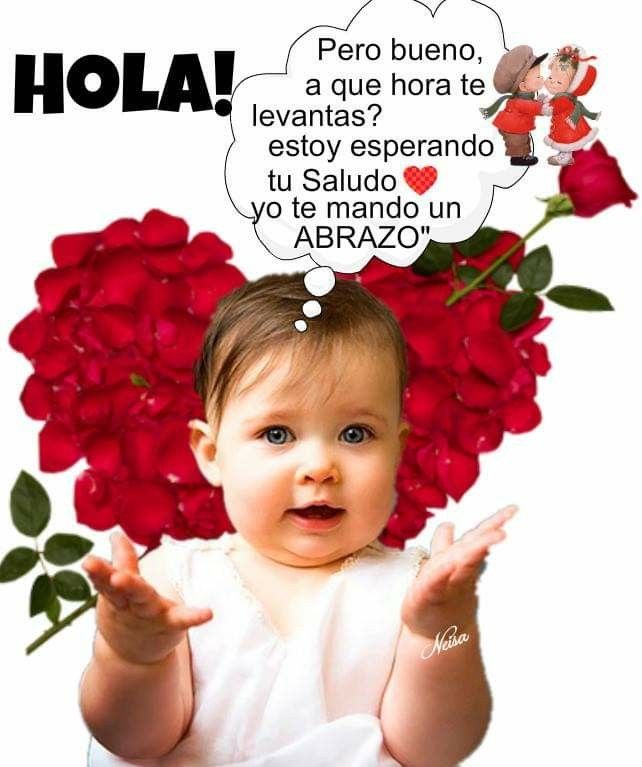 HOLA!
Pero bueno,
a que hora te
levantas?
estoy esperando
tu Saludo
yo te mando un
ABRAZO"
Neisa